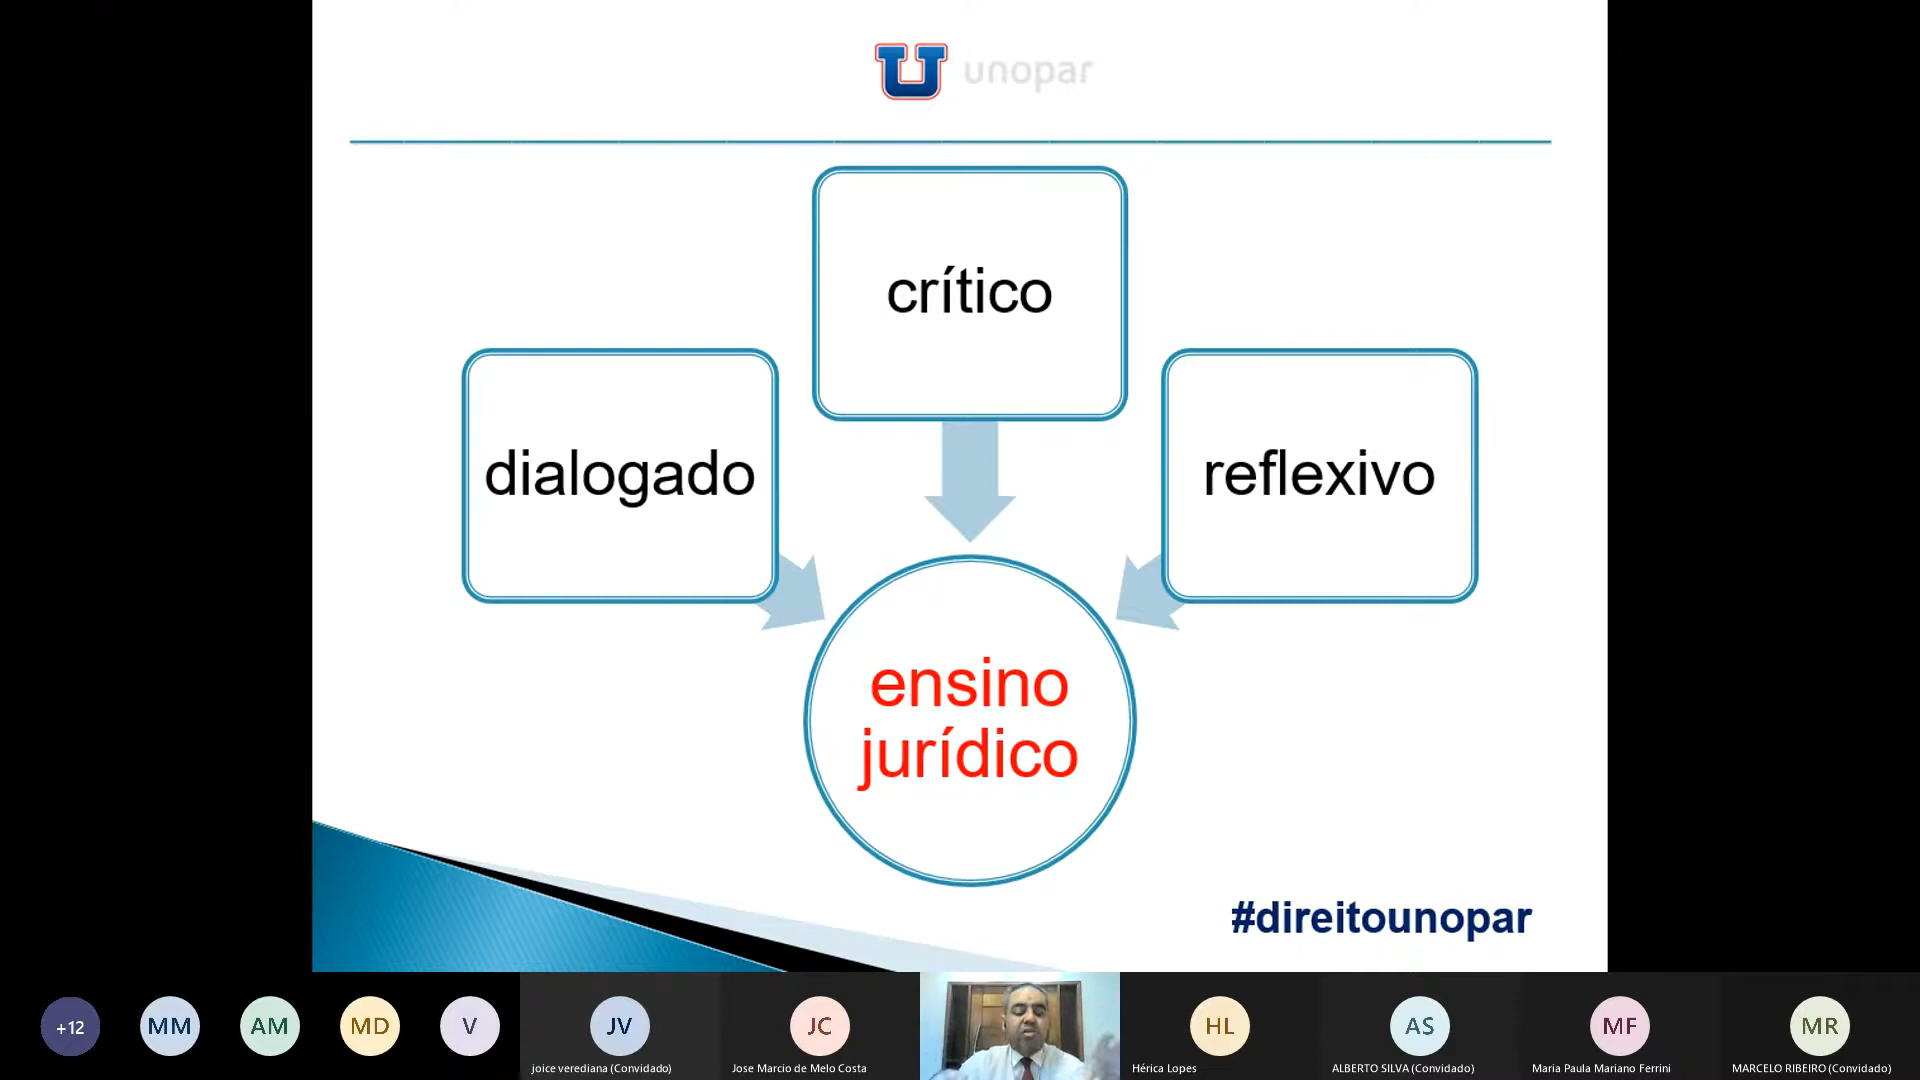 unopar
crítico
dialogado
reflexivo
ensino
jurídico
#direitounopar
+12
MM
AM
MD
V
JV
JC
HL
AS
MF
MR
joice verediana (Convidado)
Jose Marcio de Melo Costa
Hérica Lopes
ALBERTO SILVA (Convidado)
Maria Paula Mariano Ferrini
MARCELO RIBEIRO (Convidado)